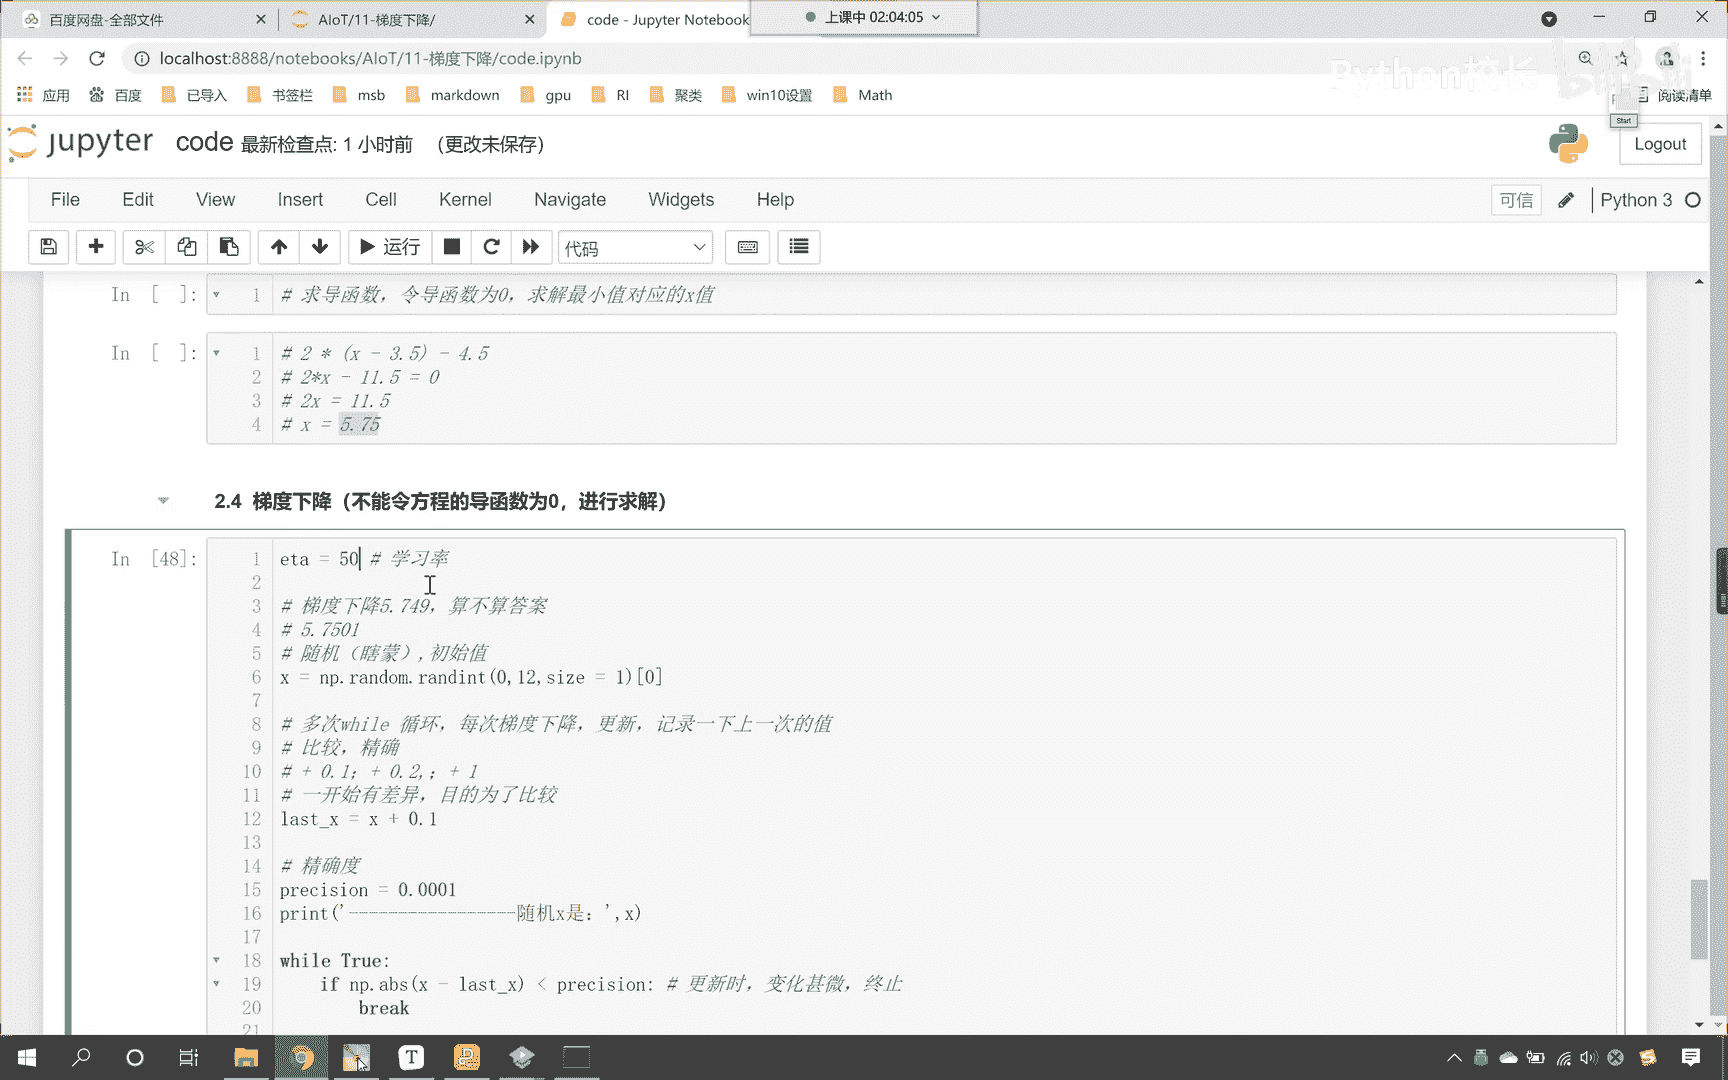 百度网盘-全部文件
AIoT/11-梯度下降/
code - Jupyter Notebook
上课中 02:04:05
localhost:8888/notebooks/AIoT/11-梯度下降/code.ipynb
Python校长
bilibili
应用
百度
已导入
书签栏
msb
markdown
gpu
RI
聚类
win10设置
Math
阅读清单
Start
jupyter
code 最新检查点: 1 小时前 （更改未保存）
Logout
File Edit View Insert Cell Kernel Navigate Widgets Help
可信
Python 3
运行
代码
In [ ]:
1 # 求导函数，令导函数为0，求解最小值对应的x值
In [ ]:
1 # 2 * (x - 3.5) - 4.5
2 # 2*x - 11.5 = 0
3 # 2x = 11.5
4 # x = 5.75
2.4 梯度下降（不能令方程的导函数为0，进行求解）
In [48]:
1 eta = 50 # 学习率
2
3 # 梯度下降5.749，算不算答案
4 # 5.7501
5 # 随机（瞎蒙）,初始值
6 x = np.random.randint(0,12,size = 1)[0]
7
8 # 多次while 循环，每次梯度下降，更新，记录一下上一次的值
9 # 比较，精确
10 # + 0.1；+ 0.2,；+ 1
11 # 一开始有差异，目的为了比较
12 last_x = x + 0.1
13
14 # 精确度
15 precision = 0.0001
16 print('-----------------随机x是：',x)
17
18 while True:
19 if np.abs(x - last_x) < precision: # 更新时，变化甚微，终止
20 break
21